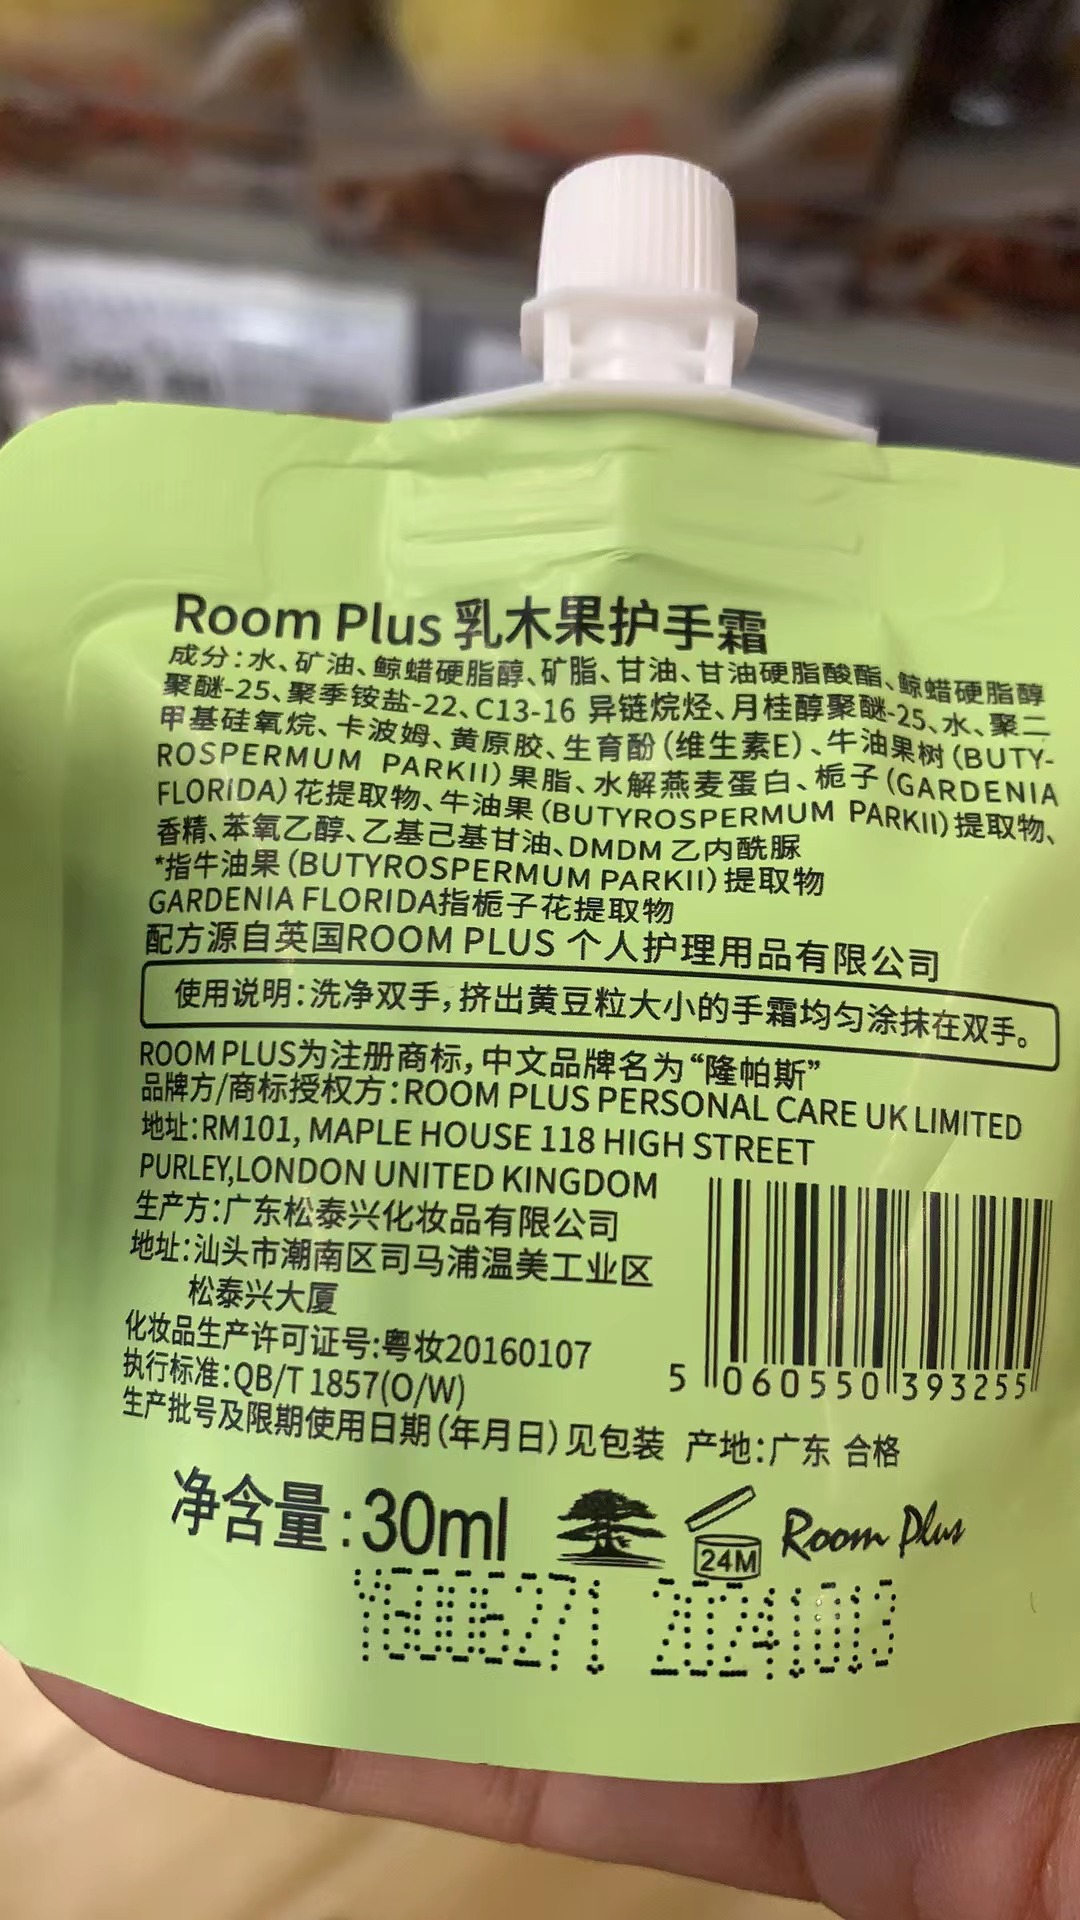 Room Plus 乳木果护手霜
成分:水、矿油、鲸蜡硬脂醇、矿脂、甘油、甘油硬脂酸酯、鲸蜡硬脂醇
聚醚-25、聚季铵盐-22、C13-16 异链烷烃、月桂醇聚醚-25、水、聚二
甲基硅氧烷、卡波姆、黄原胶、生育酚(维生素E)、牛油果树(BUTY-
ROSPERMUM PARKII)果脂、水解燕麦蛋白、栀子(GARDENIA
FLORIDA)花提取物、牛油果(BUTYROSPERMUM PARKII)提取物、
香精、苯氧乙醇、乙基己基甘油、DMDM 乙内酰脲
*指牛油果(BUTYROSPERMUM PARKII)提取物
GARDENIA FLORIDA指栀子花提取物
配方源自英国ROOM PLUS 个人护理用品有限公司
使用说明:洗净双手,挤出黄豆粒大小的手霜均匀涂抹在双手。
ROOM PLUS为注册商标,中文品牌名为“隆帕斯”
品牌方/商标授权方:ROOM PLUS PERSONAL CARE UK LIMITED
地址:RM101, MAPLE HOUSE 118 HIGH STREET
PURLEY,LONDON UNITED KINGDOM
生产方:广东松泰兴化妆品有限公司
地址:汕头市潮南区司马浦温美工业区
松泰兴大厦
化妆品生产许可证号:粤妆20160107
执行标准:QB/T 1857(O/W)
生产批号及限期使用日期(年月日)见包装 产地:广东 合格
5 060550 393255
净含量:30ml
24M
Room Plus
20241013